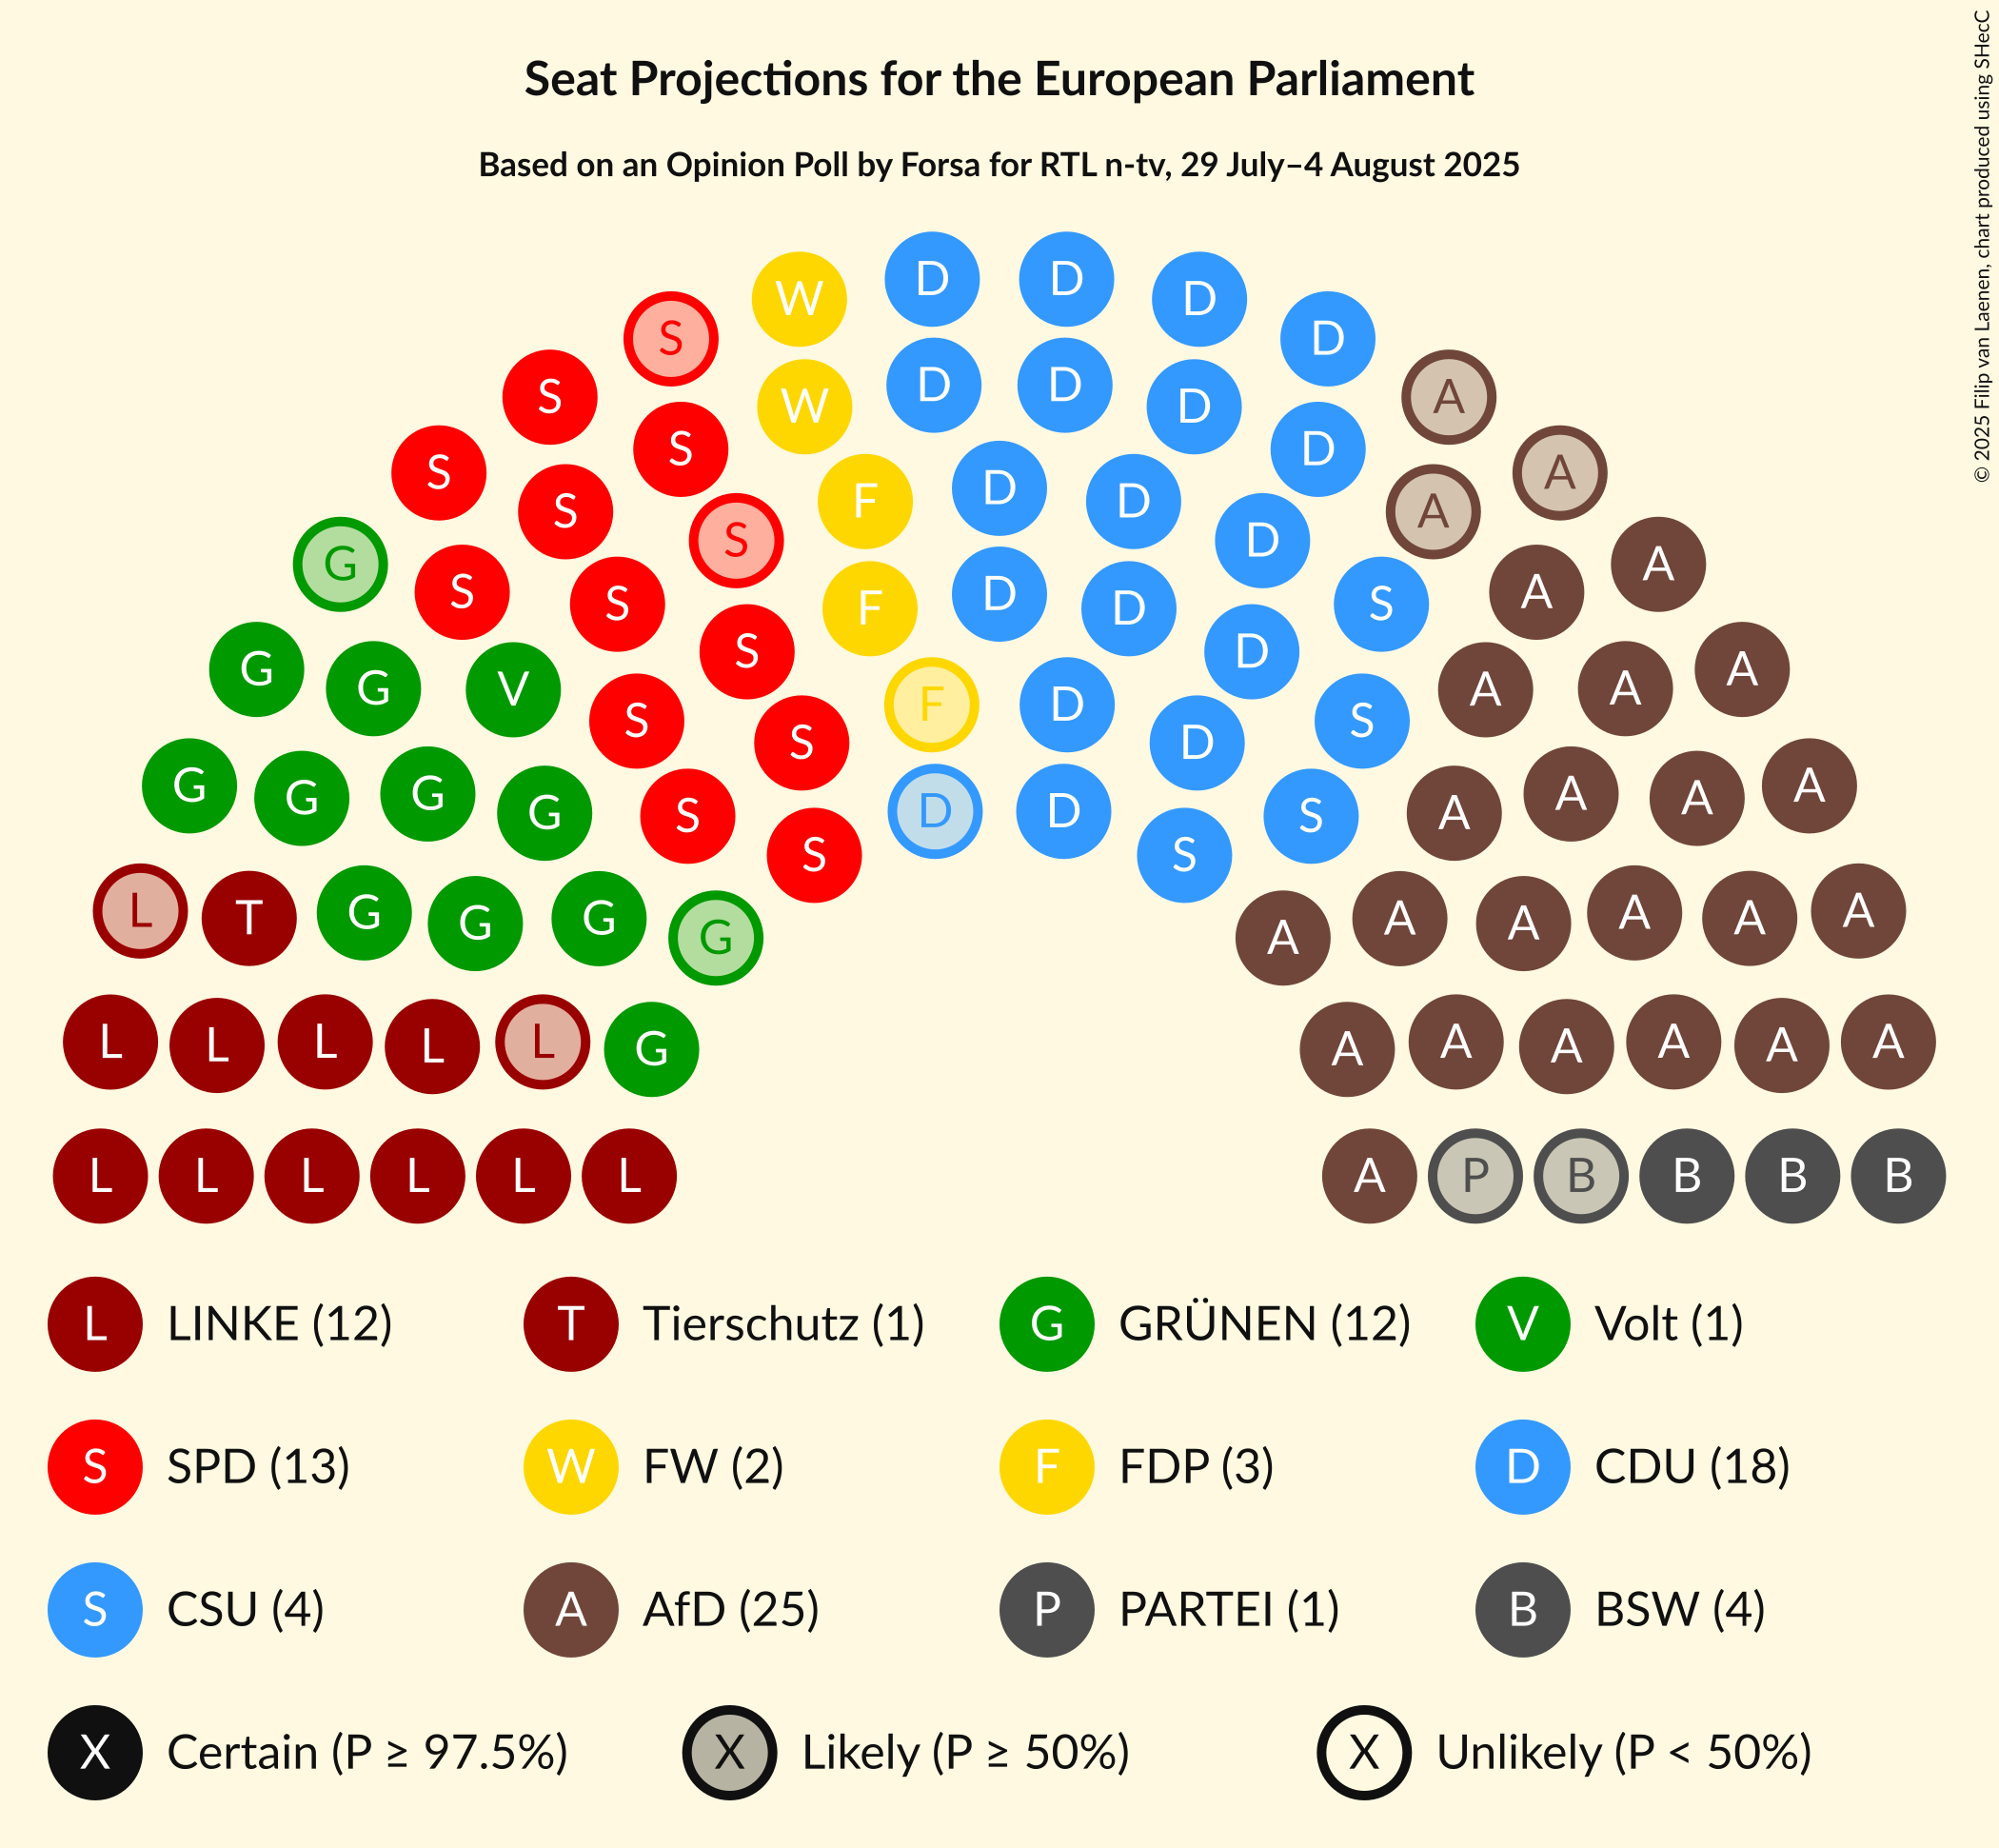 © 2025 Filip van Laenen, chart produced using SHecC
Seat Projections for the European Parliament
Based on an Opinion Poll by Forsa for RTL n-tv, 29 July–4 August 2025
D D
W D
S D
D D
S A
W D
S D
S A
D
F D
S A
S D
G A
S D A
S F D S
S D
G A
G V A A
F D
S S
S D
G A
G G A A
G S D D S A
S S
L T G G G G A A A A A A
L L L L L G A A A A A A
L L L L L L A P B B B B
L LINKE (12) T Tierschutz (1) G GRÜNEN (12) V Volt (1)
S SPD (13) W FW (2) F FDP (3) D CDU (18)
S CSU (4) A AfD (25) P PARTEI (1) B BSW (4)
X Certain (P ≥ 97.5%) X Likely (P ≥ 50%) X Unlikely (P < 50%)